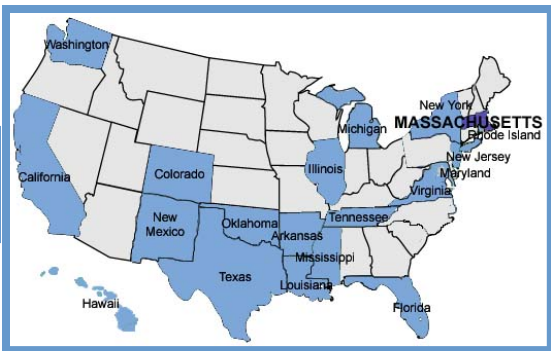 Washington
New York
MASSACHUSETTS
Rhode Island
Michigan
New Jersey
Maryland
Illinois
California
Colorado
Virginia
New
Mexico
Oklahoma
Tennessee
Arkansas
Mississippi
Texas
Louisiana
Hawaii
Florida